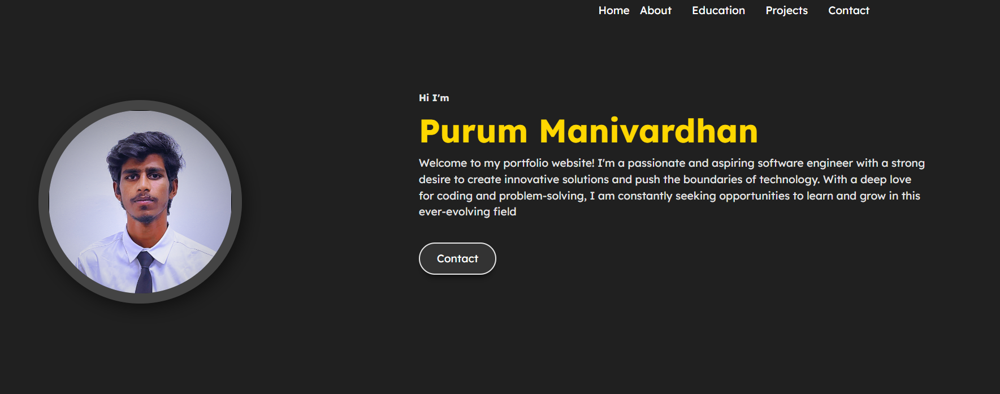 Home About Education Projects Contact
Hi I'm
Purum Manivardhan
Welcome to my portfolio website! I'm a passionate and aspiring software engineer with a strong
desire to create innovative solutions and push the boundaries of technology. With a deep love
for coding and problem-solving, I am constantly seeking opportunities to learn and grow in this
ever-evolving field
Contact